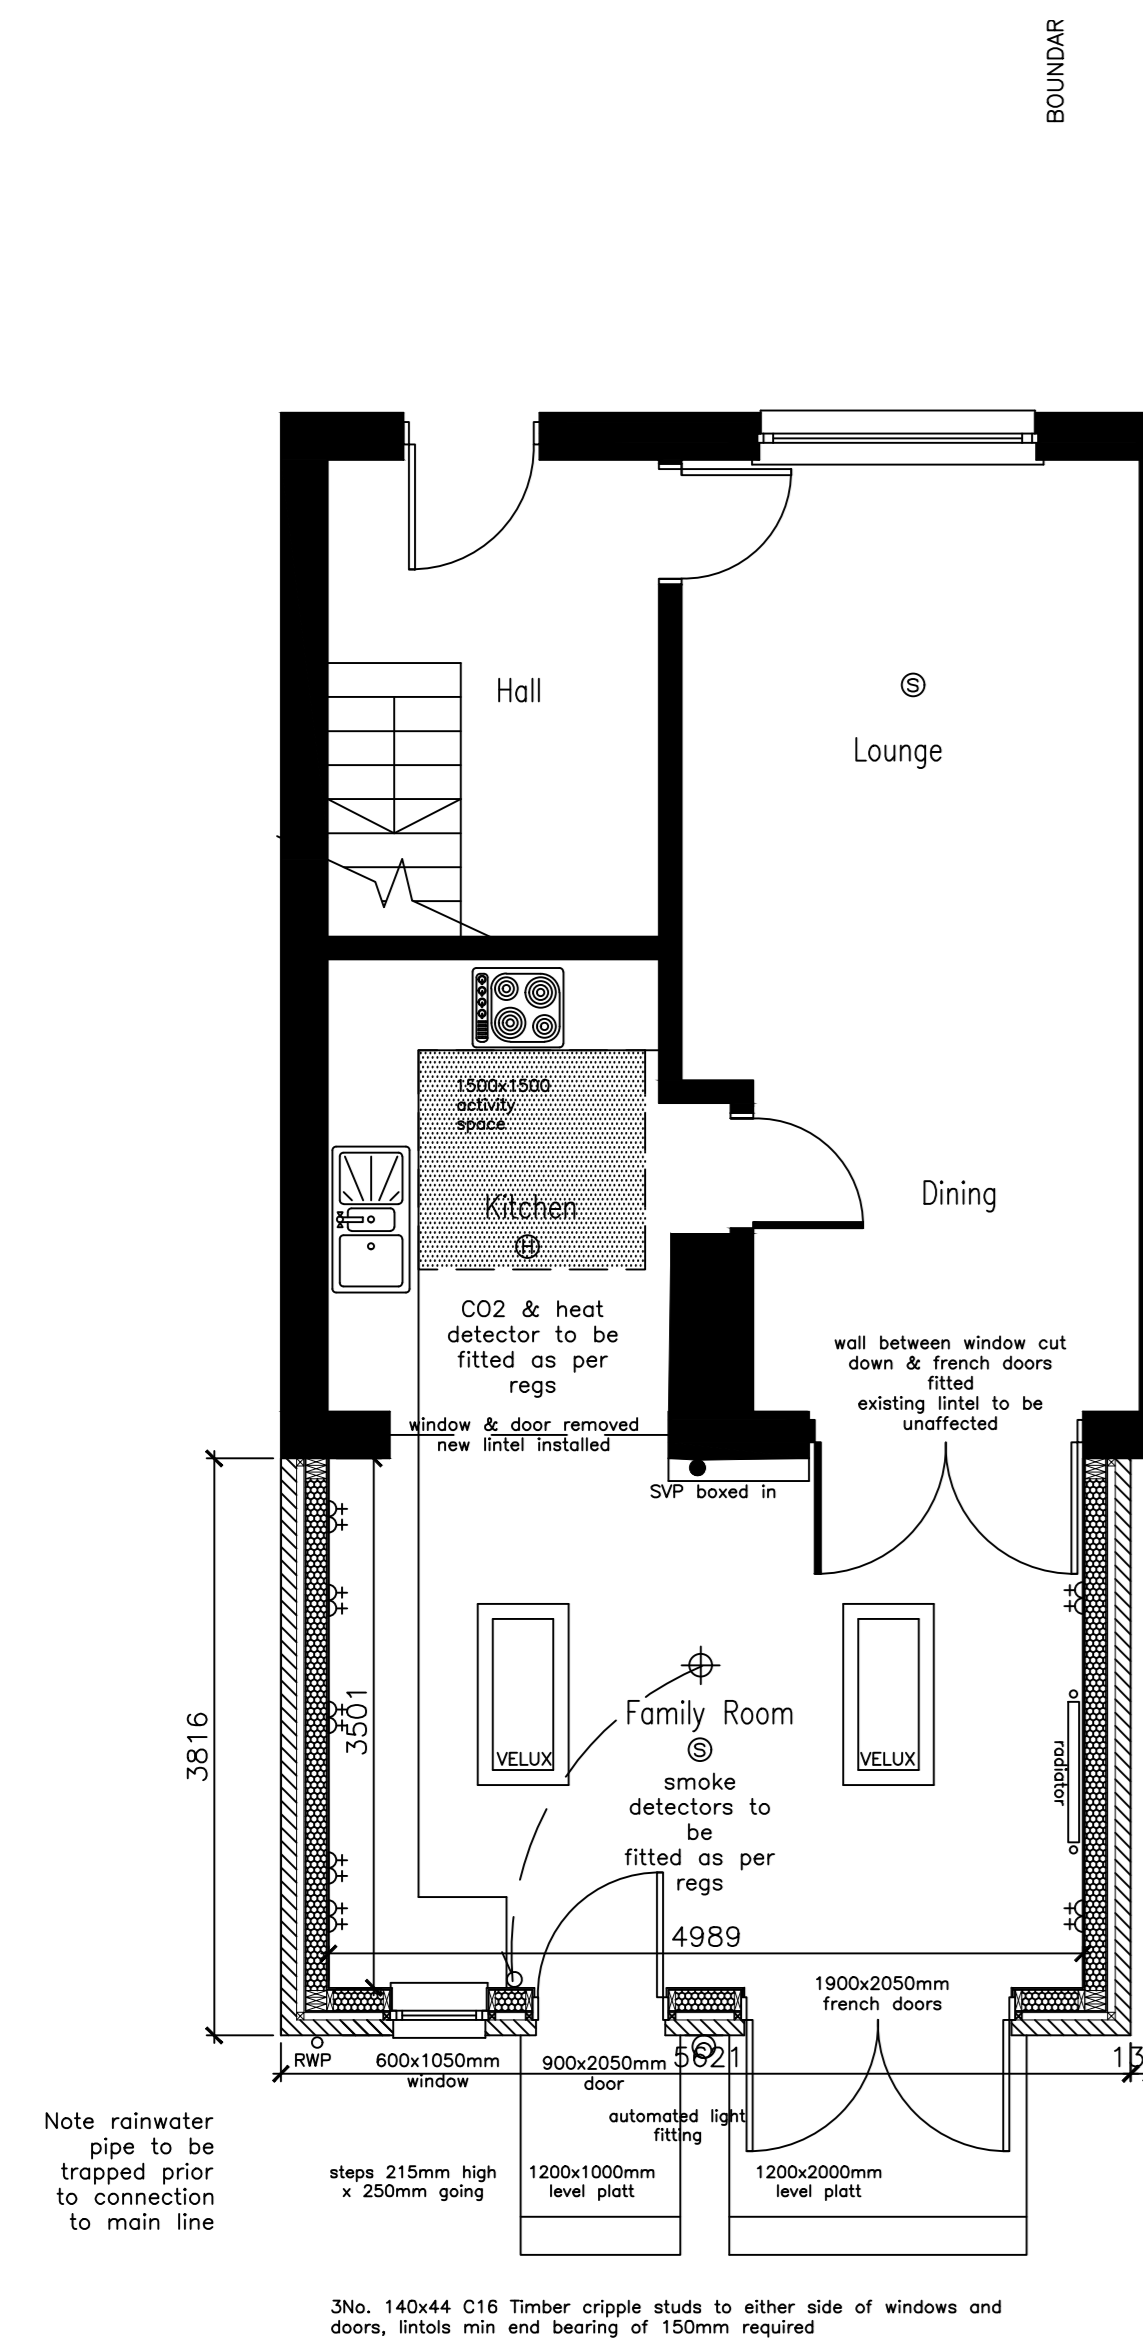 BOUNDAR
Hall
S
Lounge
1500x1500
activity
space
Kitchen
H
Dining
CO2 & heat
detector to be
fitted as per
regs
wall between window cut
down & french doors
fitted
existing lintel to be
unaffected
window & door removed
new lintel installed
SVP boxed in
3816
3501
Family Room
S
VELUX
VELUX
radiator
smoke
detectors to
be
fitted as per
regs
4989
1900x2050mm
french doors
RWP
600x1050mm
window
900x2050mm
door
5621
13
automated light
fitting
Note rainwater
pipe to be
trapped prior
to connection
to main line
steps 215mm high
x 250mm going
1200x1000mm
level platt
1200x2000mm
level platt
3No. 140x44 C16 Timber cripple studs to either side of windows and
doors, lintols min end bearing of 150mm required